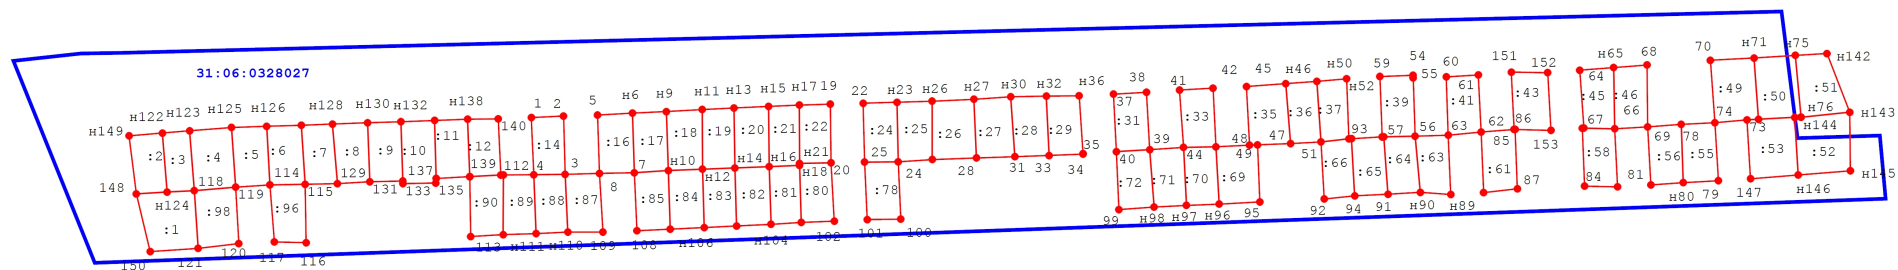 31:06:0328027
н149 н122 н123 н125 н126 н128 н130 н132 н138 140 1 2 5 н6 н9 н11 н13 н15 н17 19 22 н23 н26 н27 н30 н32 н36 38 41 42 45 н46 н50 н52 59 54 55 60 61 151 152 н65 68 70 н71 н75 н142
:2 :3 :4 :5 :6 :7 :8 :9 :10 :11 :12 :14 :16 :17 :18 :19 :20 :21 :22 :24 :25 :26 :27 :28 :29 37 :31 :33 :35 :36 :37 :39 :41 :43 64 :45 :46 66 :49 :50 :51
148 н124 118 119 114 115 129 131 137 133 135 139 112 4 3 8 7 н10 н12 н14 н16 н18 н21 20 25 24 28 31 33 34 35 40 39 44 48 49 47 51 93 57 56 63 62 85 86 153 67 69 78 74 73 н76 н144 н143
:1 :98 :96 :90 :89 :88 :87 :85 :84 :83 :82 :81 :80 :78 :72 :71 :70 :69 :66 :65 :64 :63 :61 :58 :56 :55 :53 :52
150 121 120 117 116 113 н111 н110 109 108 н106 н104 102 101 100 99 н98 н97 н96 95 92 94 91 н90 н89 87 84 81 н80 79 147 н146 н145